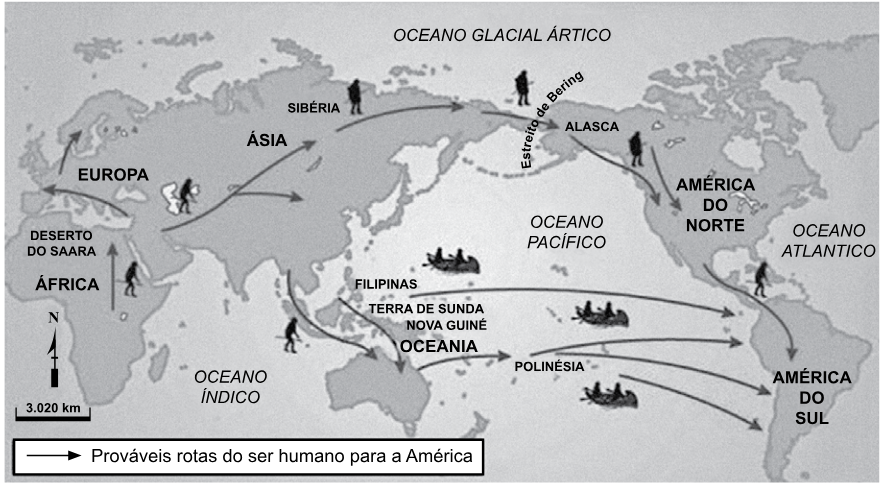 OCEANO GLACIAL ÁRTICO
SIBÉRIA
Estreito de Bering
ALASCA
ÁSIA
EUROPA
AMÉRICA
DO
NORTE
OCEANO
PACÍFICO
OCEANO
ATLANTICO
DESERTO
DO SAARA
ÁFRICA
FILIPINAS
TERRA DE SUNDA
NOVA GUINÉ
OCEANIA
N
POLINÉSIA
OCEANO
ÍNDICO
AMÉRICA
DO
SUL
3.020 km
Prováveis rotas do ser humano para a América